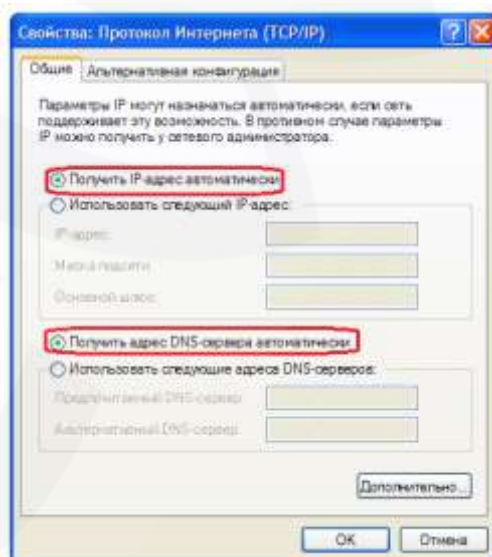 Свойства: Протокол Интернета (TCP/IP)
Общие
Альтернативная конфигурация
Параметры IP могут назначаться автоматически, если сеть
поддерживает эту возможность. В противном случае параметры
IP можно получить у сетевого администратора.
Получить IP-адрес автоматически
Использовать следующий IP-адрес:
IP-адрес:
Маска подсети:
Основной шлюз:
Получить адрес DNS-сервера автоматически
Использовать следующие адреса DNS-серверов:
Предпочитаемый DNS-сервер:
Альтернативный DNS-сервер:
Дополнительно...
OK
Отмена